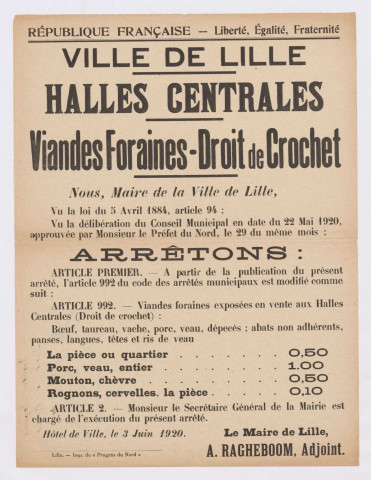 RÉPUBLIQUE FRANÇAISE — Liberté, Égalité, Fraternité
VILLE DE LILLE
HALLES CENTRALES
Viandes Foraines - Droit de Crochet
Nous, Maire de la Ville de Lille,
Vu la loi du 5 Avril 1884, article 94 ;
Vu la délibération du Conseil Municipal en date du 22 Mai 1920,
approuvée par Monsieur le Préfet du Nord, le 29 du même mois :
ARRÊTONS :
ARTICLE PREMIER. — A partir de la publication du présent
arrêté, l'article 992 du code des arrêtés municipaux est modifié comme
suit :
ARTICLE 992. — Viandes foraines exposées en vente aux Halles
Centrales (Droit de crochet) :
Bœuf, taureau, vache, porc, veau, dépecés ; abats non adhérents,
panses, langues, têtes et ris de veau
La pièce ou quartier . . . . . . 0,50
Porc, veau, entier . . . . . . 1.00
Mouton, chèvre . . . . . . 0,50
Rognons, cervelles, la pièce . . . . 0,10
ARTICLE 2. — Monsieur le Secrétaire Général de la Mairie est
chargé de l'exécution du présent arrêté.
Hôtel de Ville, le 3 Juin 1920.
Le Maire de Lille,
A. RAGHEBOOM, Adjoint.
Lille. — Imp. du « Progrès du Nord »